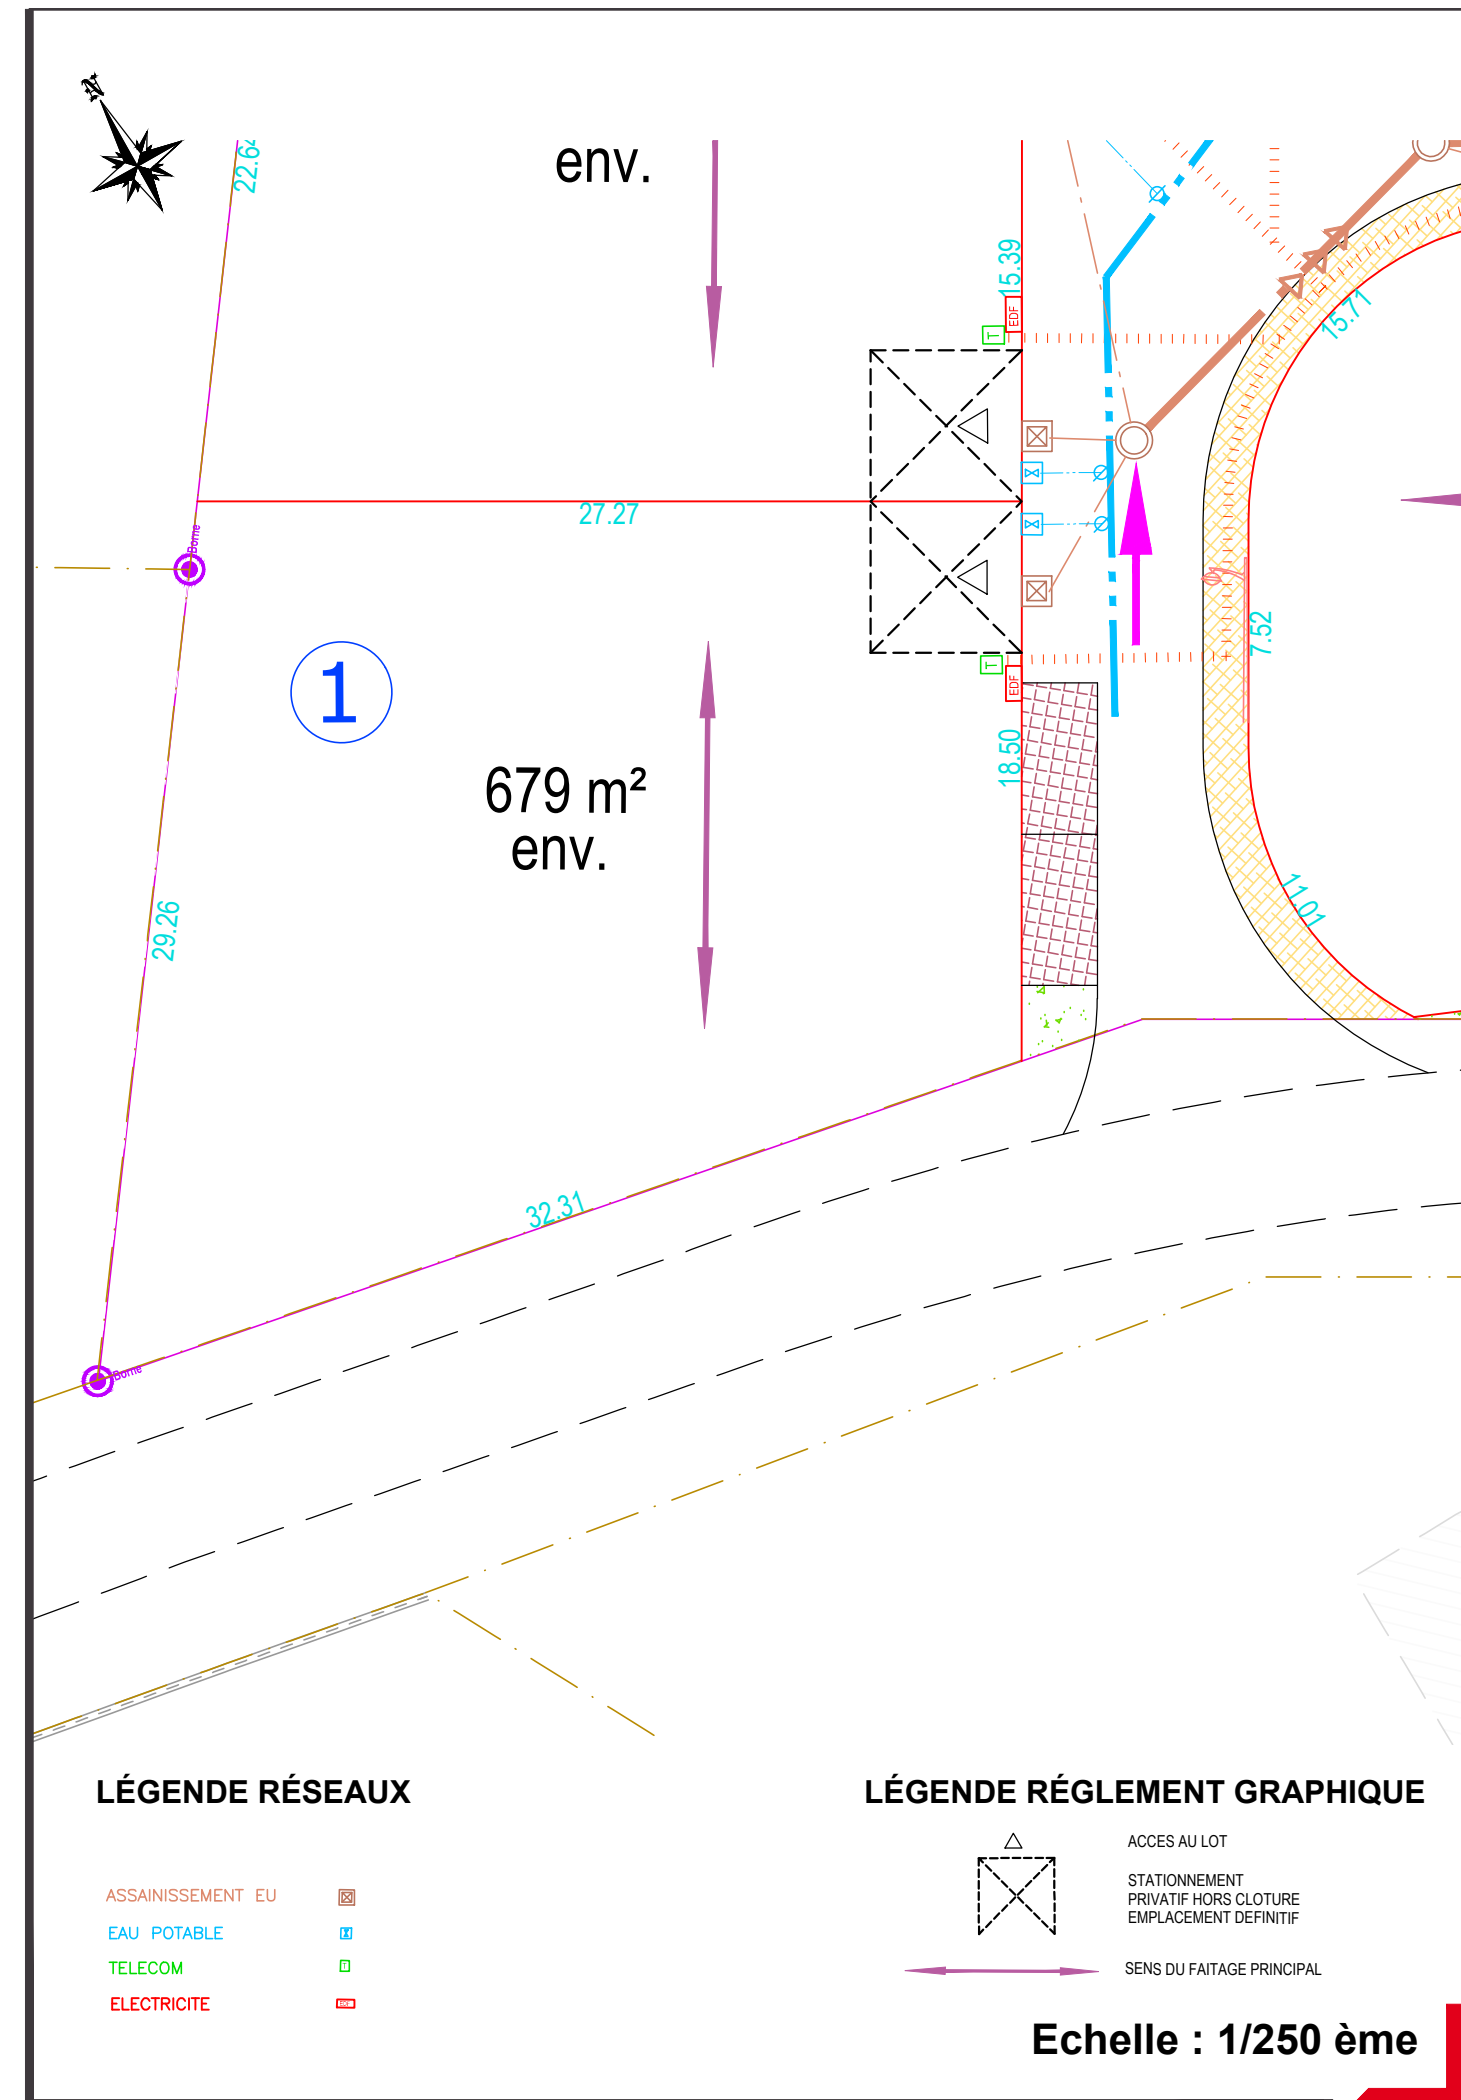 N
22.64
env.
15.39
EDF
T
15.71
27.27
Borne
1
7.52
T
EDF
18.50
679 m²
env.
11.01
29.26
32.31
Borne
LÉGENDE RÉSEAUX
ASSAINISSEMENT EU
EAU POTABLE
TELECOM
T
ELECTRICITE
EDF
LÉGENDE RÉGLEMENT GRAPHIQUE
ACCES AU LOT
STATIONNEMENT
PRIVATIF HORS CLOTURE
EMPLACEMENT DEFINITIF
SENS DU FAITAGE PRINCIPAL
Echelle : 1/250 ème